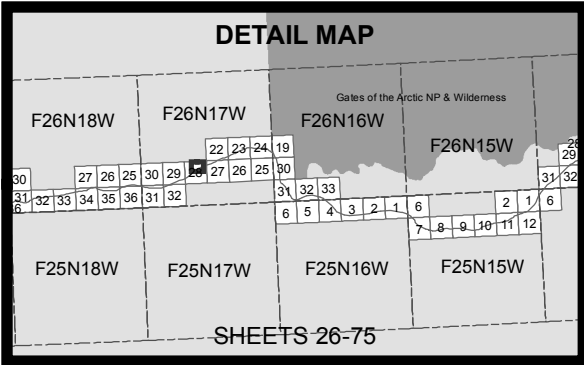 DETAIL MAP
Gates of the Arctic NP & Wilderness
F26N18W
F26N17W
F26N16W
F26N15W
22 23 24 19
28
29
30
27 26 25 30 29 28 27 26 25 30
31 32
31 32 33 34 35 36 31 32
31 32 33
6
6 5 4 3 2 1 6
2 1 6
7 8 9 10 11 12
F25N18W
F25N17W
F25N16W
F25N15W
SHEETS 26-75